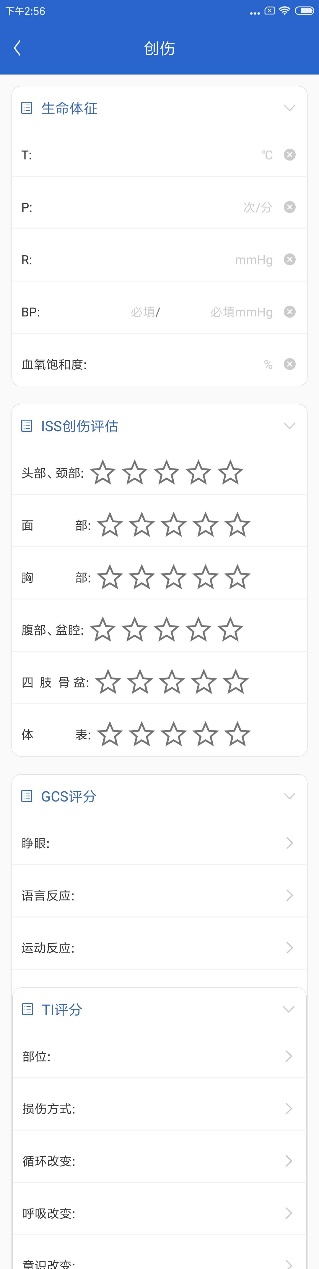 下午2:56
创伤
生命体征
T: ℃
P: 次/分
R: mmHg
BP: 必填/ 必填mmHg
血氧饱和度: %
ISS创伤评估
头部、颈部:
面 部:
胸 部:
腹部、盆腔:
四 肢 骨 盆:
体 表:
GCS评分
睁眼:
语言反应:
运动反应:
TI评分
部位:
损伤方式:
循环改变:
呼吸改变:
意识改变: